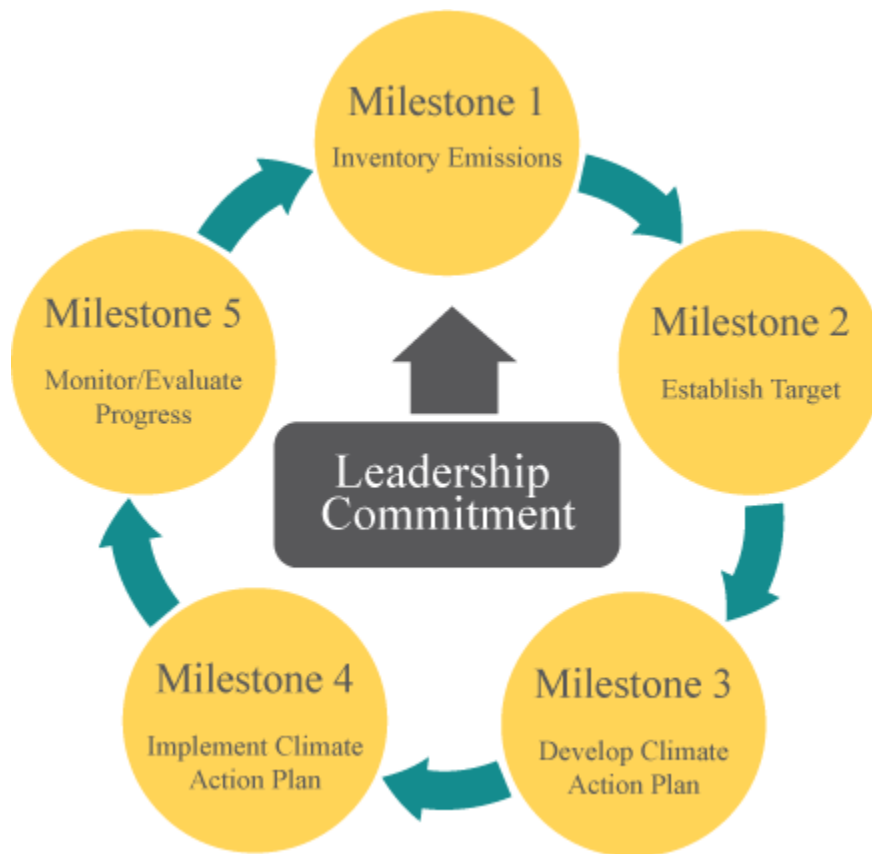 Milestone 1
Inventory Emissions
Milestone 2
Establish Target
Milestone 3
Develop Climate
Action Plan
Milestone 4
Implement Climate
Action Plan
Milestone 5
Monitor/Evaluate
Progress
Leadership
Commitment